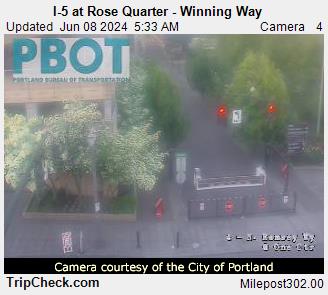 I-5 at Rose Quarter - Winning Way
Updated Jun 08 2024 5:33 AM Camera 4
PBOT
PORTLAND BUREAU OF TRANSPORTATION
Camera courtesy of the City of Portland
TripCheck.com Milepost302.00